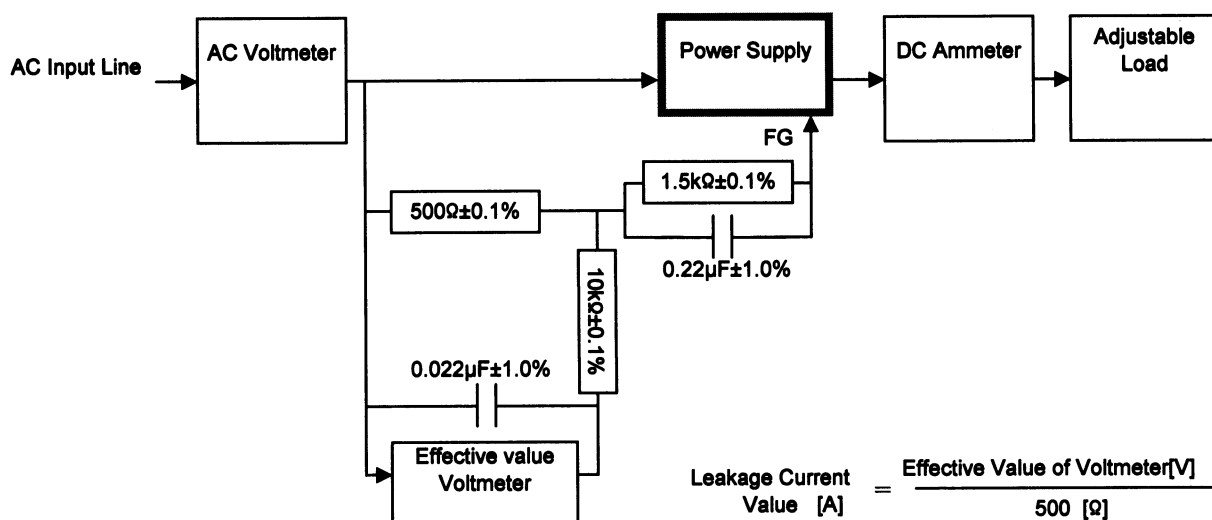 AC Input Line
AC Voltmeter
Power Supply
DC Ammeter
Adjustable
Load
FG
1.5kΩ±0.1%
500Ω±0.1%
0.22µF±1.0%
10kΩ±0.1%
0.022µF±1.0%
Effective value
Voltmeter
Leakage Current
Value [A]
=
Effective Value of Voltmeter[V]
500 [Ω]